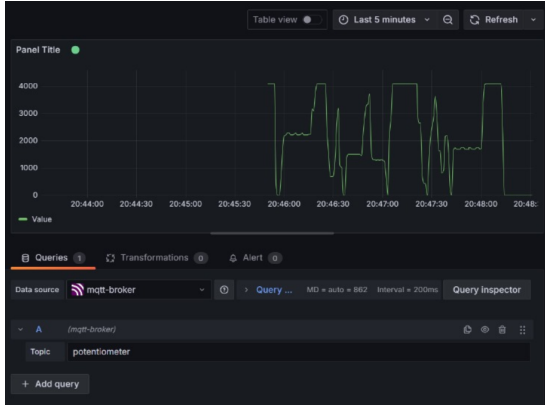 Table view
Last 5 minutes
Refresh
Panel Title
4000
3000
2000
1000
0
20:44:00 20:44:30 20:45:00 20:45:30 20:46:00 20:46:30 20:47:00 20:47:30 20:48:00 20:48:
Value
Queries 1 Transformations 0 Alert 0
Data source mqtt-broker > Query ... MD = auto = 862 Interval = 200ms Query inspector
A (mqtt-broker)
Topic potentiometer
+ Add query